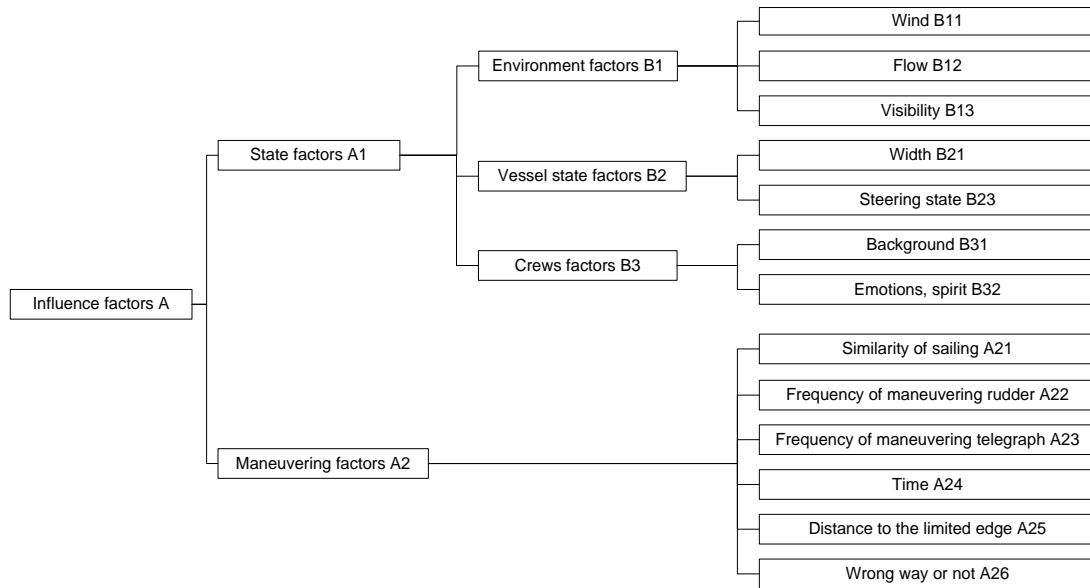 Influence factors A
State factors A1
Environment factors B1
Wind B11
Flow B12
Visibility B13
Vessel state factors B2
Width B21
Steering state B23
Crews factors B3
Background B31
Emotions, spirit B32
Maneuvering factors A2
Similarity of sailing A21
Frequency of maneuvering rudder A22
Frequency of maneuvering telegraph A23
Time A24
Distance to the limited edge A25
Wrong way or not A26